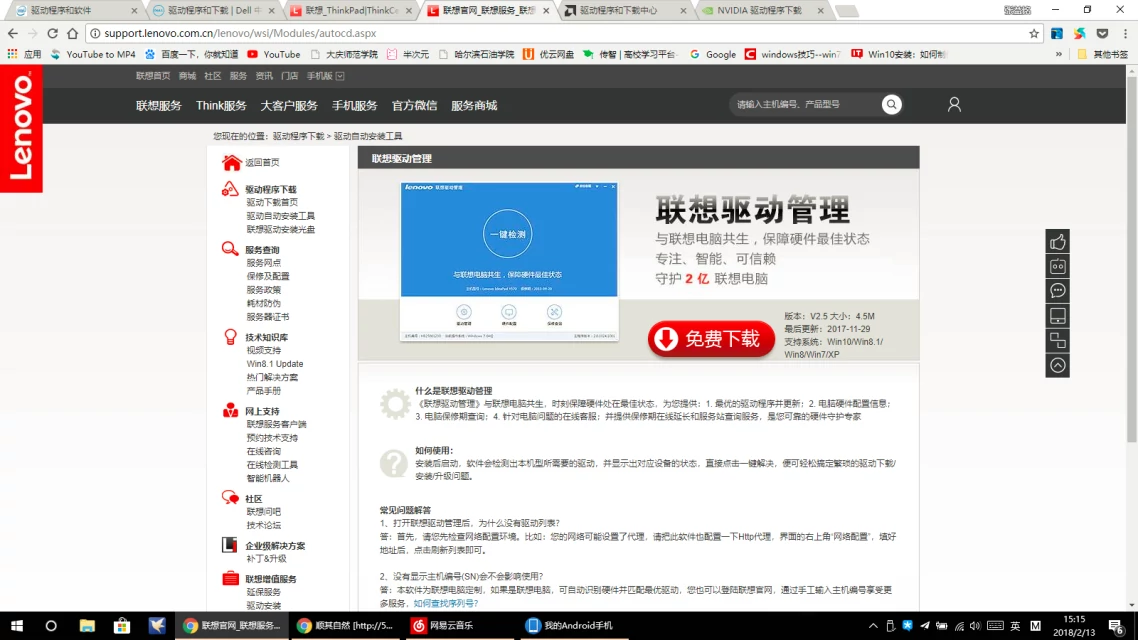 驱动程序和软件
驱动程序和下载 | Dell 中
联想_ThinkPad|ThinkCe
联想官网_联想服务_联想
驱动程序和下载中心
NVIDIA 驱动程序下载
support.lenovo.com.cn/lenovo/wsi/Modules/autocd.aspx
应用 YouTube to MP4 百度一下，你就知道 YouTube 大庆师范学院 半次元 哈尔滨石油学院 优云网盘 传智 | 高校学习平台- Google windows技巧--win7 Win10安装：如何制 » 其他书签
联想首页 商城 社区 服务 资讯 门店 手机版
Lenovo
联想服务 Think服务 大客户服务 手机服务 官方微信 服务商城 请输入主机编号、产品型号
您现在的位置：驱动程序下载 > 驱动自动安装工具
返回首页
驱动程序下载
驱动下载首页
驱动自动安装工具
联想驱动安装光盘
服务查询
服务网点
保修及配置
服务政策
耗材防伪
服务器证书
技术知识库
视频支持
Win8.1 Update
热门解决方案
产品手册
网上支持
联想服务客户端
预约技术支持
在线咨询
在线检测工具
智能机器人
社区
联想问吧
技术论坛
企业级解决方案
补丁&升级
联想增值服务
延保服务
驱动安装
联想驱动管理
lenovo 联想驱动管理
一键检测
与联想电脑共生，保障硬件最佳状态
驱动管理 硬件配置 保修查询
联想驱动管理
与联想电脑共生，保障硬件最佳状态
专注、智能、可信赖
守护 2 亿 联想电脑
免费下载
版本：V2.5 大小：4.5M
最后更新：2017-11-29
支持系统：Win10/Win8.1/
Win8/Win7/XP
什么是联想驱动管理
《联想驱动管理》与联想电脑共生，时刻保障硬件处在最佳状态，为您提供：1. 最优的驱动程序并更新；2. 电脑硬件配置信息；
3. 电脑保修期查询；4. 针对电脑问题的在线客服；并提供保修期在线延长和服务站查询服务，是您可靠的硬件守护专家
如何使用：
安装后启动，软件会检测出本机型所需要的驱动，并显示出对应设备的状态，直接点击一键解决，便可轻松搞定繁琐的驱动下载/
安装/升级问题。
常见问题解答
1、打开联想驱动管理后，为什么没有驱动列表?
答：首先，请您先检查网络配置环境。比如：您的网络可能设置了代理，请把此软件也配置一下Http代理，界面的右上角"网络配置"，填好
地址后，点击刷新列表即可。
2、没有显示主机编号(SN)会不会影响使用?
答：本软件为联想电脑定制，如果是联想电脑，可自动识别硬件并匹配最优驱动，您也可以登陆联想官网，通过手工输入主机编号享受更
多服务，如何查找序列号?
联想官网_联想服务...
顺其自然 [http://5...
网易云音乐
我的Android手机
英
M
15:15
2018/2/13
6